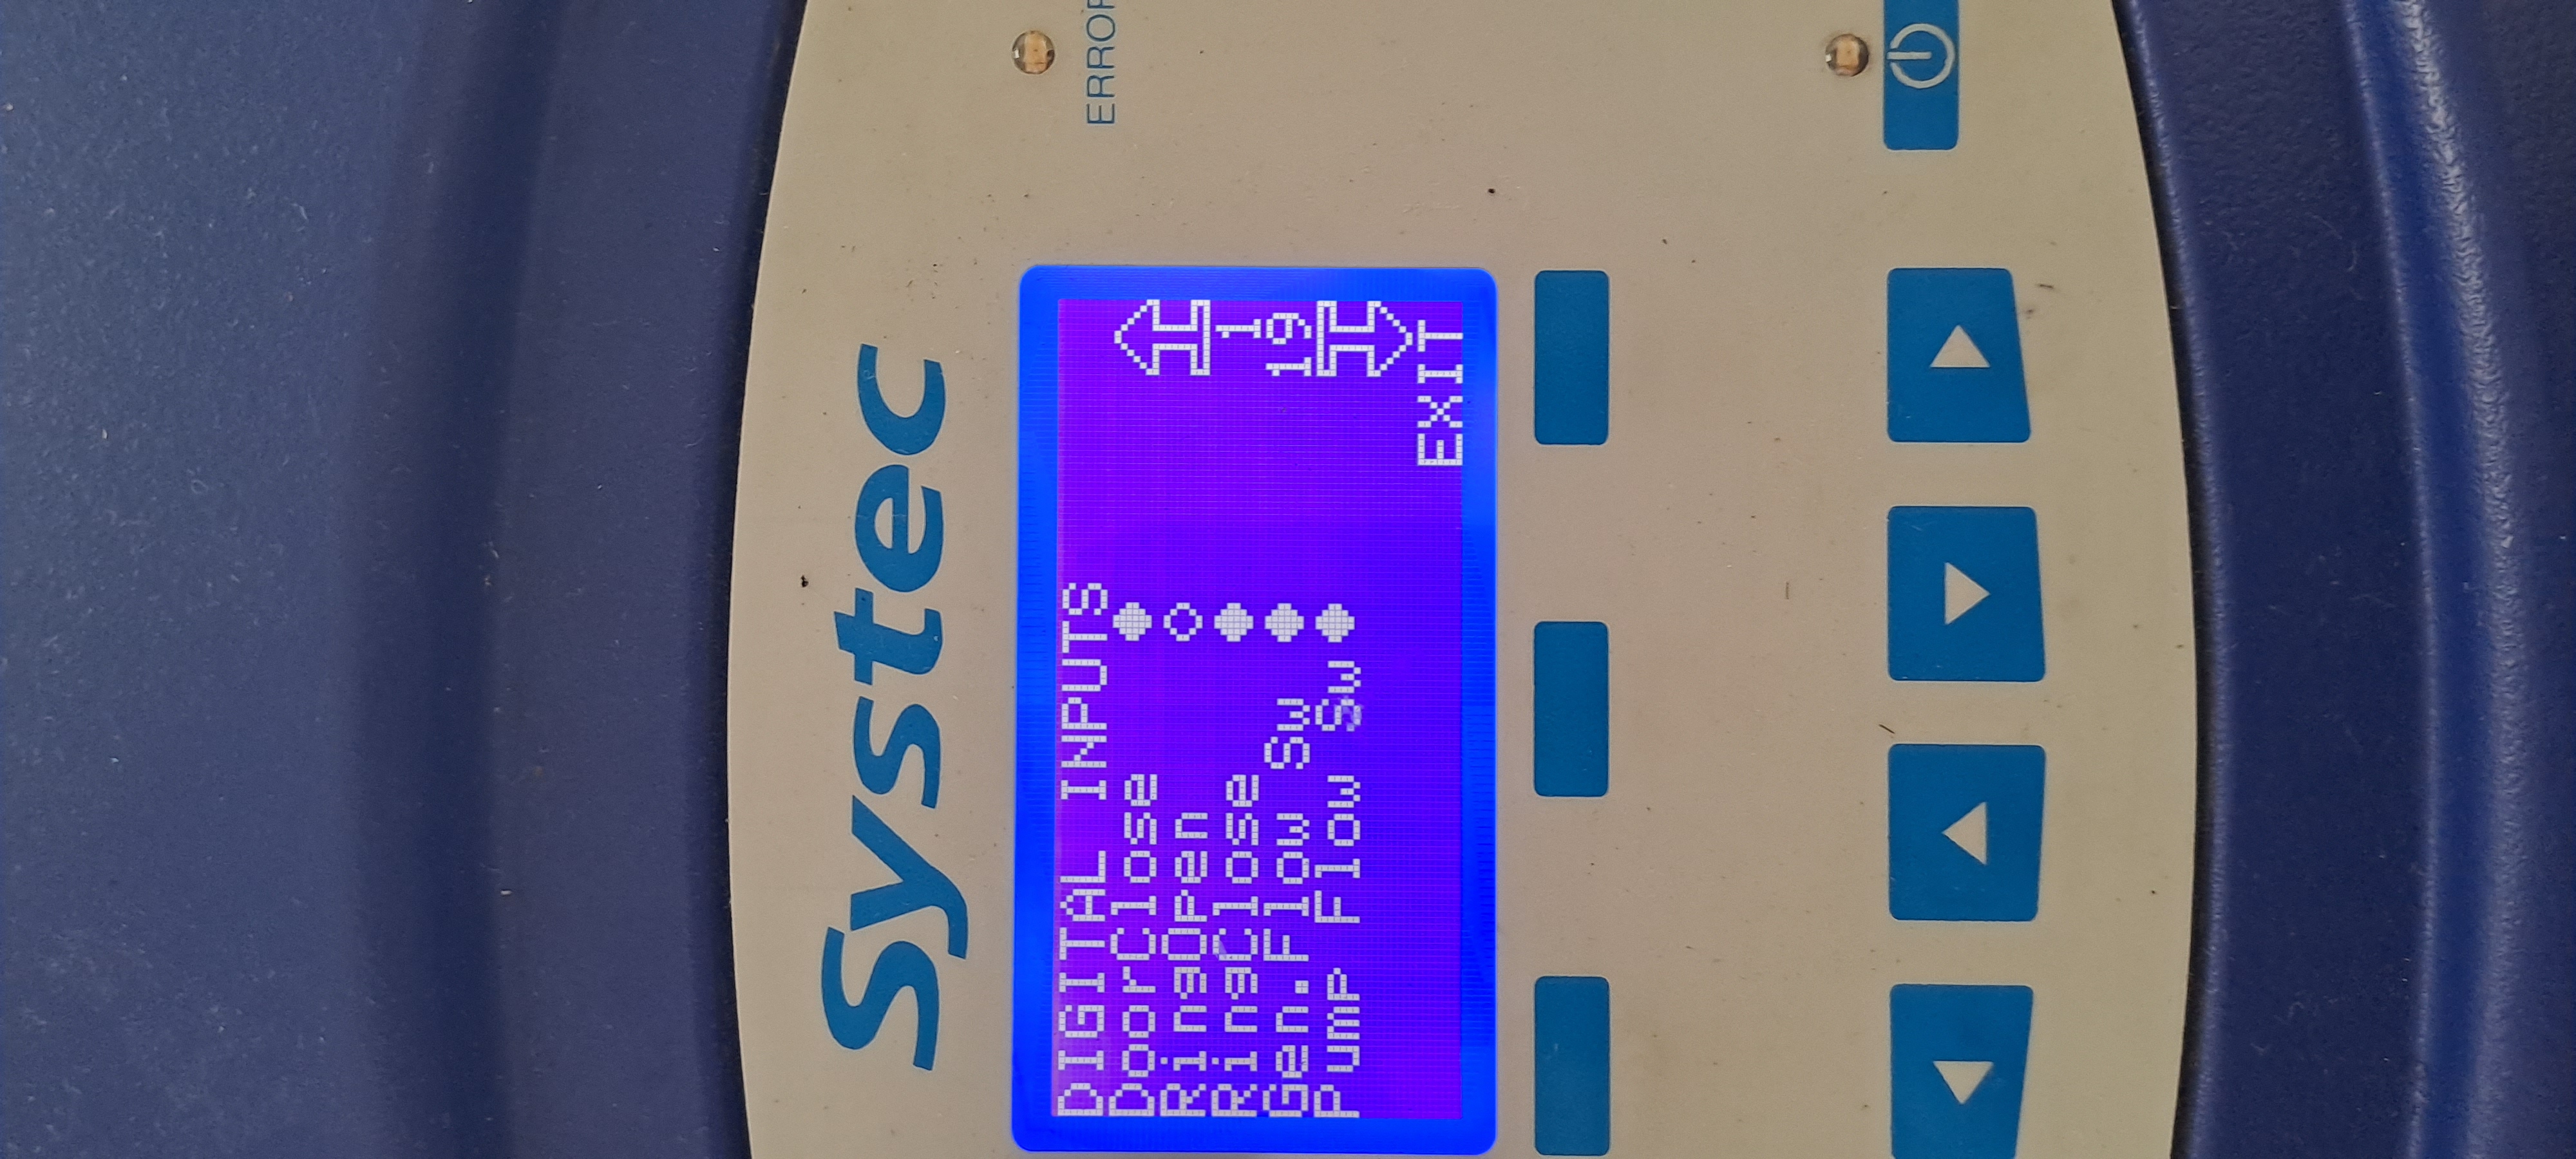 Systec
DIGITAL INPUTS
DoorClose
RingOpen
RingClose
Gen.Flow Sw
Pump Flow Sw
1
19
EXIT
ERROR